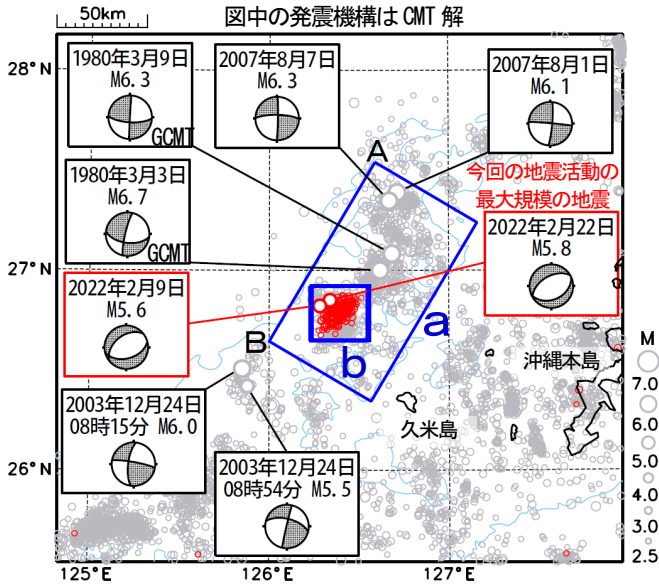 50km
図中の発震機構は CMT 解
28°N
1980年3月9日
M6.3
GCMT
2007年8月7日
M6.3
2007年8月1日
M6.1
A
今回の地震活動の
最大規模の地震
1980年3月3日
M6.7
GCMT
2022年2月22日
M5.8
27°N
2022年2月9日
M5.6
a
b
B
沖縄本島
久米島
2003年12月24日
08時15分 M6.0
2003年12月24日
08時54分 M5.5
26°N
125°E
126°E
127°E
M
7.0
6.0
5.0
4.0
3.0
2.5